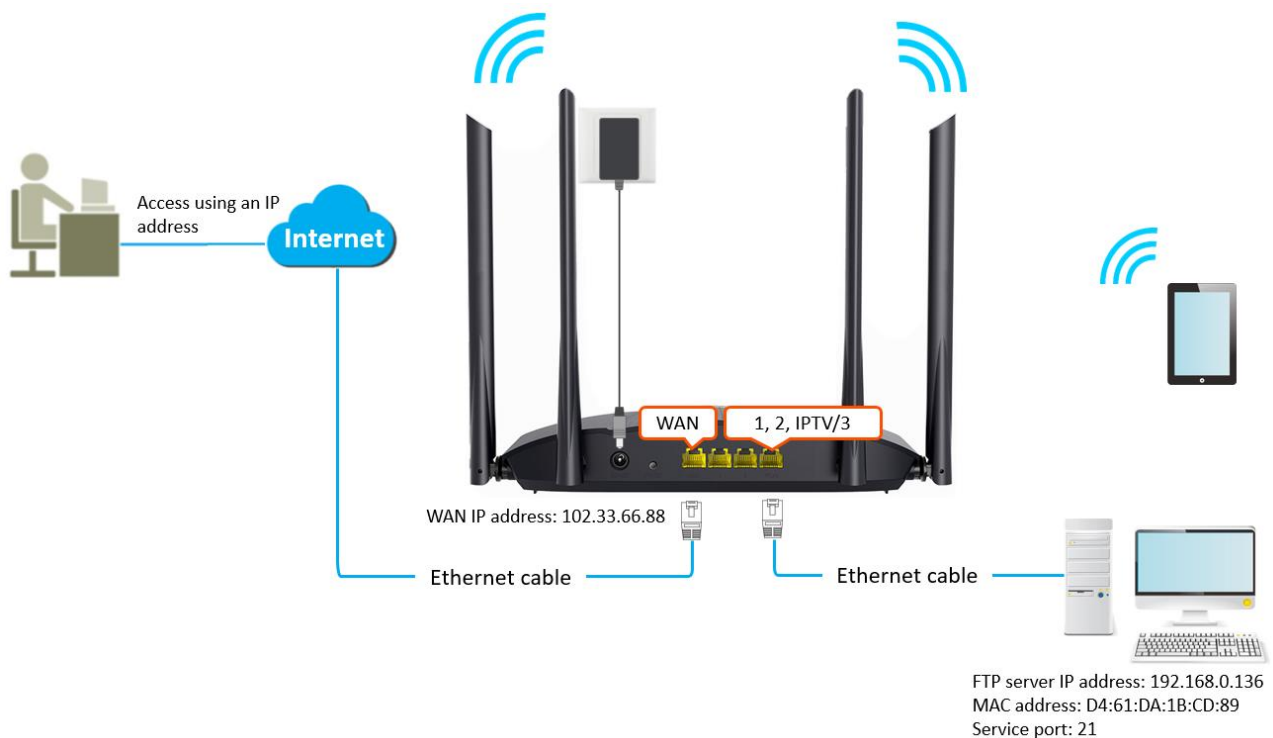 Access using an IP
address
Internet
WAN
1, 2, IPTV/3
WAN IP address: 102.33.66.88
Ethernet cable
Ethernet cable
FTP server IP address: 192.168.0.136
MAC address: D4:61:DA:1B:CD:89
Service port: 21